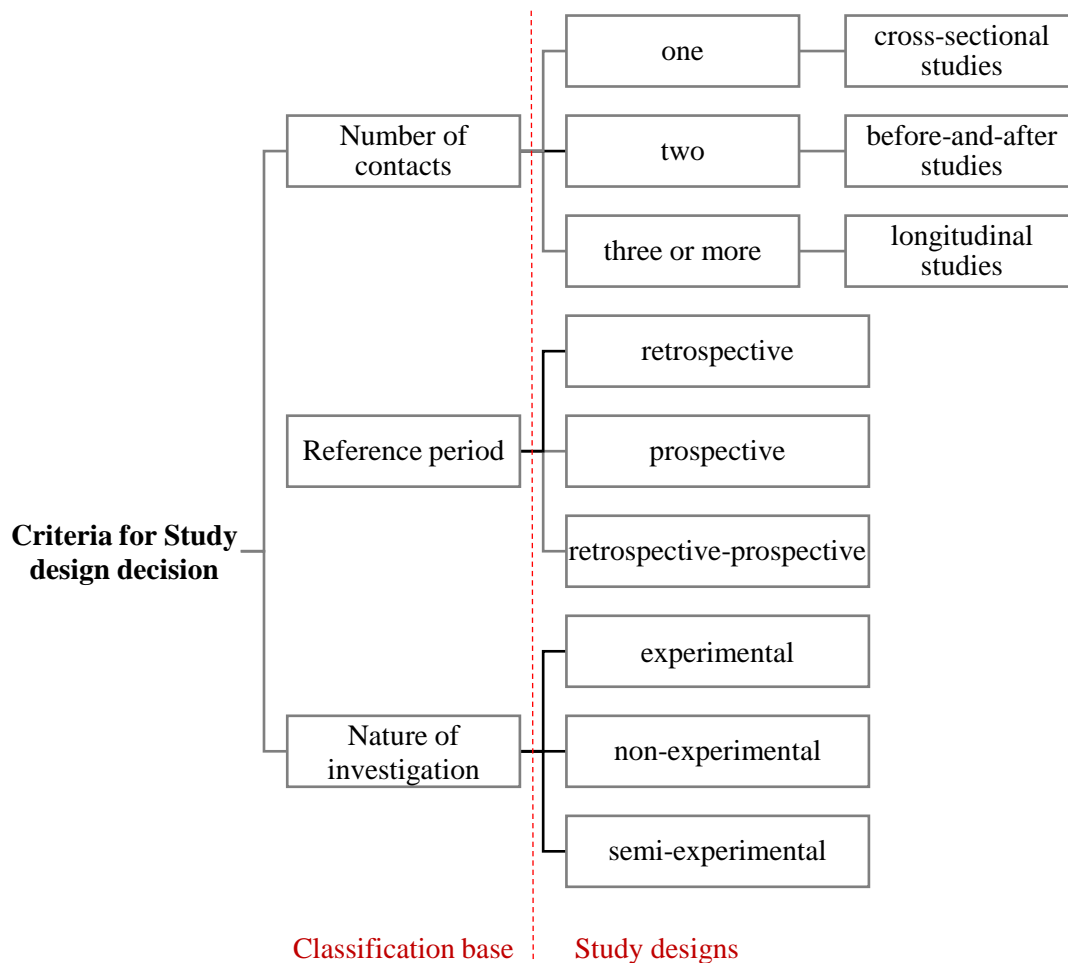 Criteria for Study
design decision
Number of
contacts
one
cross-sectional
studies
two
before-and-after
studies
three or more
longitudinal
studies
Reference period
retrospective
prospective
retrospective-prospective
Nature of
investigation
experimental
non-experimental
semi-experimental
Classification base
Study designs